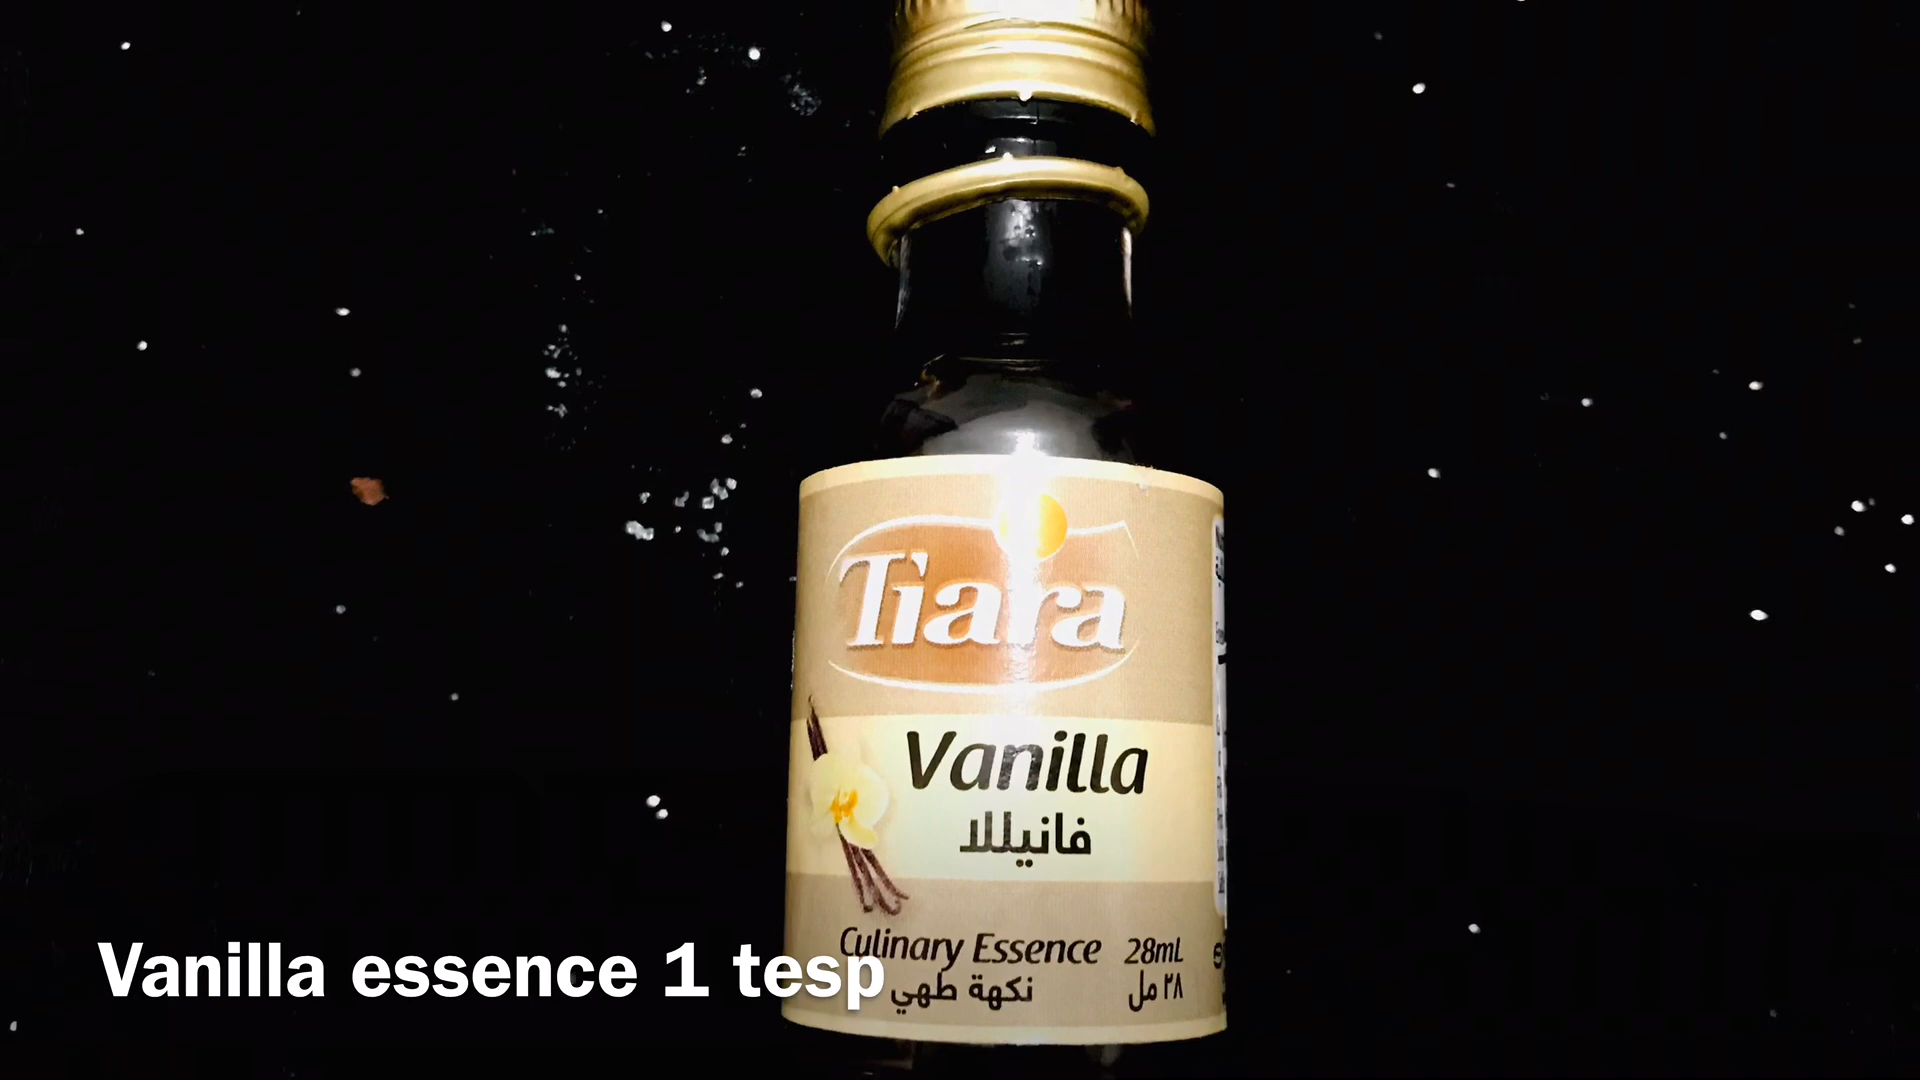 Tiara
Vanilla
فانيللا
Culinary Essence 28mL
نكهة طهي ٢٨ مل
Vanilla essence 1 tesp